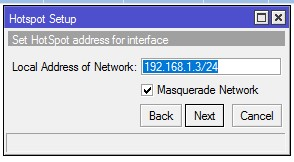 Hotspot Setup
Set HotSpot address for interface
Local Address of Network: 192.168.1.3/24
Masquerade Network
Back Next Cancel